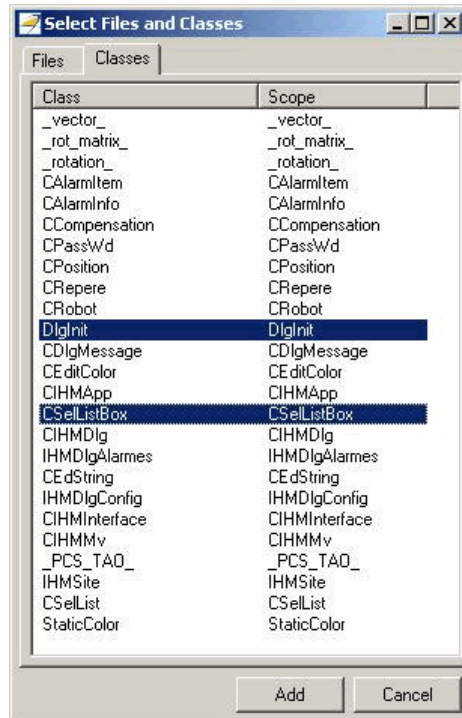 Select Files and Classes
Files Classes
Class Scope
_vector_ _vector_
_rot_matrix_ _rot_matrix_
_rotation_ _rotation_
CAlarmItem CAlarmItem
CAlarmInfo CAlarmInfo
CCompensation CCompensation
CPassWd CPassWd
CPosition CPosition
CRepere CRepere
CRobot CRobot
DlgInit DlgInit
CDlgMessage CDlgMessage
CEditColor CEditColor
CIHMApp CIHMApp
CSelListBox CSelListBox
CIHMDlg CIHMDlg
IHMDlgAlarmes IHMDlgAlarmes
CEdString CEdString
IHMDlgConfig IHMDlgConfig
CIHMInterface CIHMInterface
CIHMMv CIHMMv
_PCS_TAO_ _PCS_TAO_
IHMSite IHMSite
CSelList CSelList
StaticColor StaticColor
Add Cancel